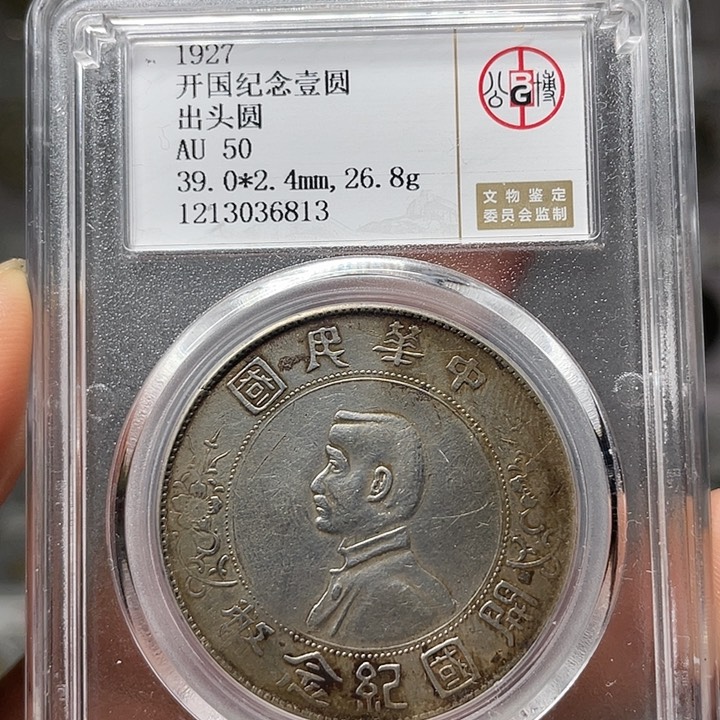 1927
开国纪念壹圆
出头圆
AU 50
39.0*2.4mm,26.8g
1213036813
公 BG 博
文物鉴定
委员会监制
中華民國
開國紀念幣